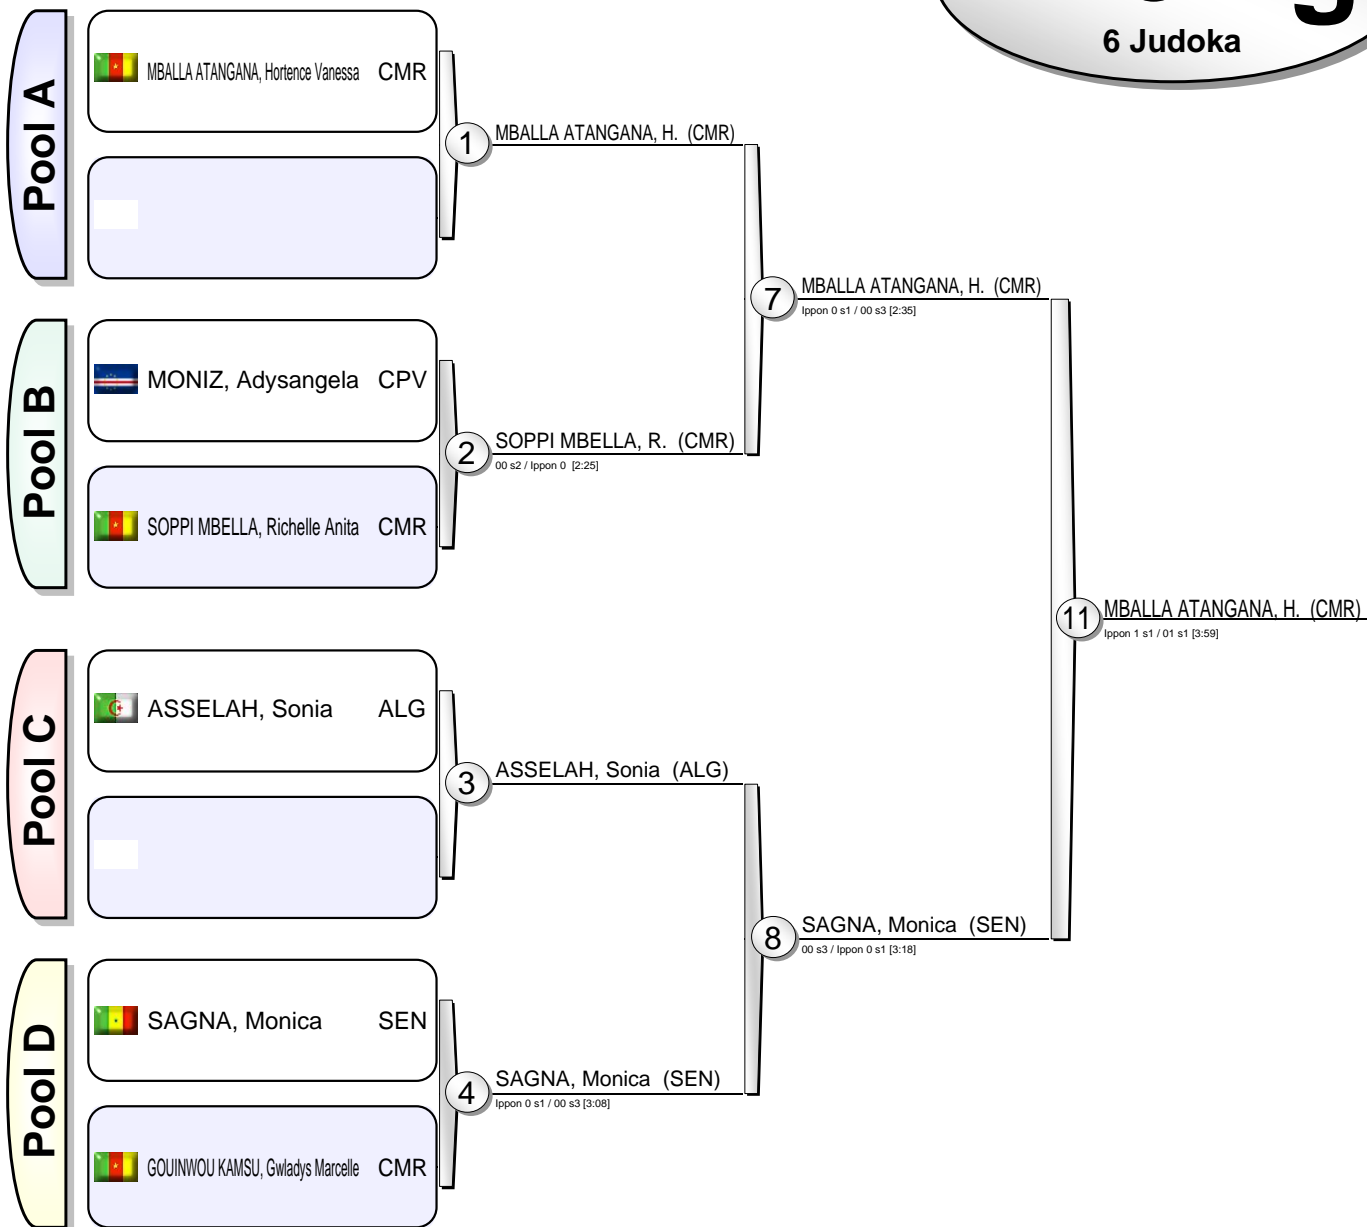 6 Judoka
Pool A
MBALLA ATANGANA, Hortence Vanessa CMR
1
MBALLA ATANGANA, H. (CMR)
Pool B
MONIZ, Adysangela CPV
SOPPI MBELLA, Richelle Anita CMR
2
SOPPI MBELLA, R. (CMR)
00 s2 / Ippon 0 [2:25]
7
MBALLA ATANGANA, H. (CMR)
Ippon 0 s1 / 00 s3 [2:35]
Pool C
ASSELAH, Sonia ALG
3
ASSELAH, Sonia (ALG)
Pool D
SAGNA, Monica SEN
GOUINWOU KAMSU, Gwladys Marcelle CMR
4
SAGNA, Monica (SEN)
Ippon 0 s1 / 00 s3 [3:08]
8
SAGNA, Monica (SEN)
00 s3 / Ippon 0 s1 [3:18]
11
MBALLA ATANGANA, H. (CMR)
Ippon 1 s1 / 01 s1 [3:59]